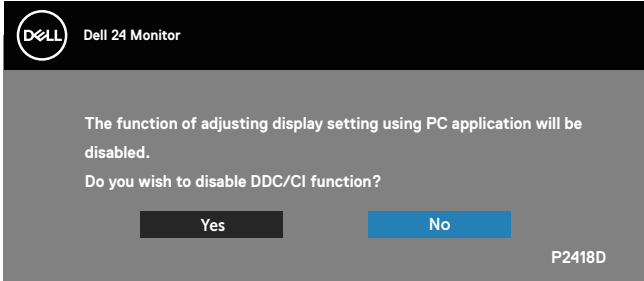 DELL
Dell 24 Monitor
The function of adjusting display setting using PC application will be
disabled.
Do you wish to disable DDC/CI function?
Yes No
P2418D